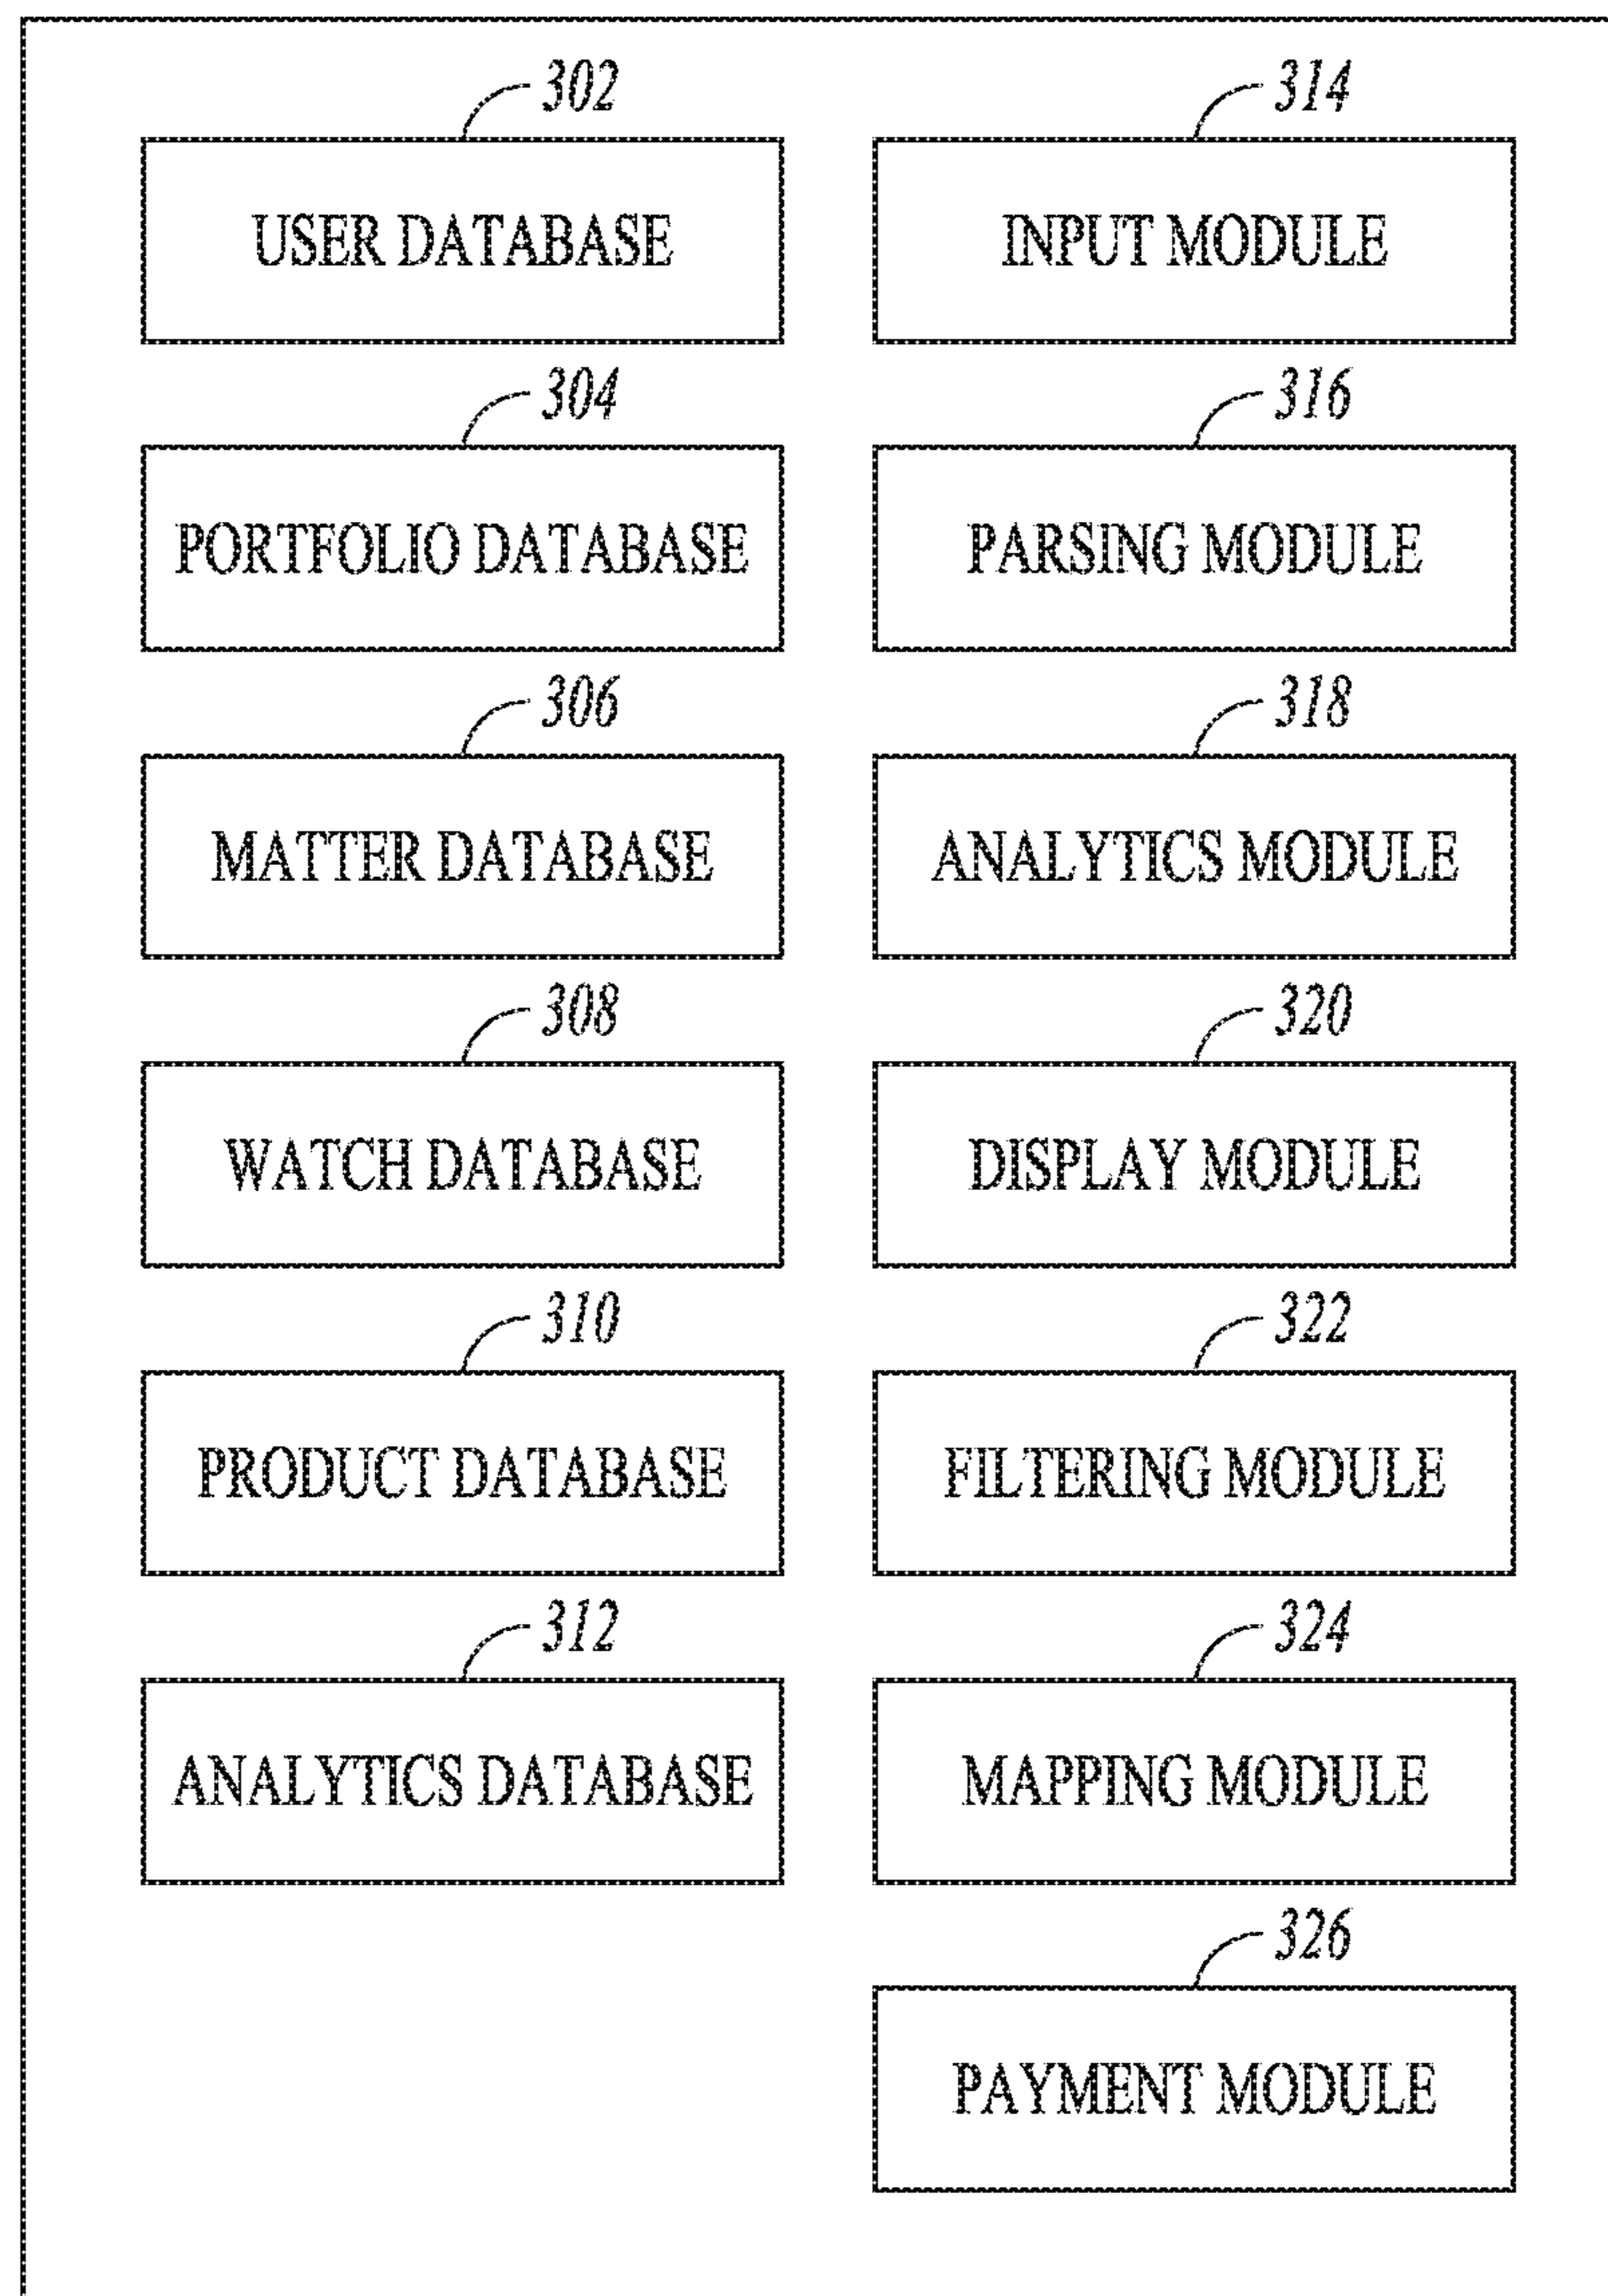 302
USER DATABASE
304
PORTFOLIO DATABASE
306
MATTER DATABASE
308
WATCH DATABASE
310
PRODUCT DATABASE
312
ANALYTICS DATABASE
314
INPUT MODULE
316
PARSING MODULE
318
ANALYTICS MODULE
320
DISPLAY MODULE
322
FILTERING MODULE
324
MAPPING MODULE
326
PAYMENT MODULE